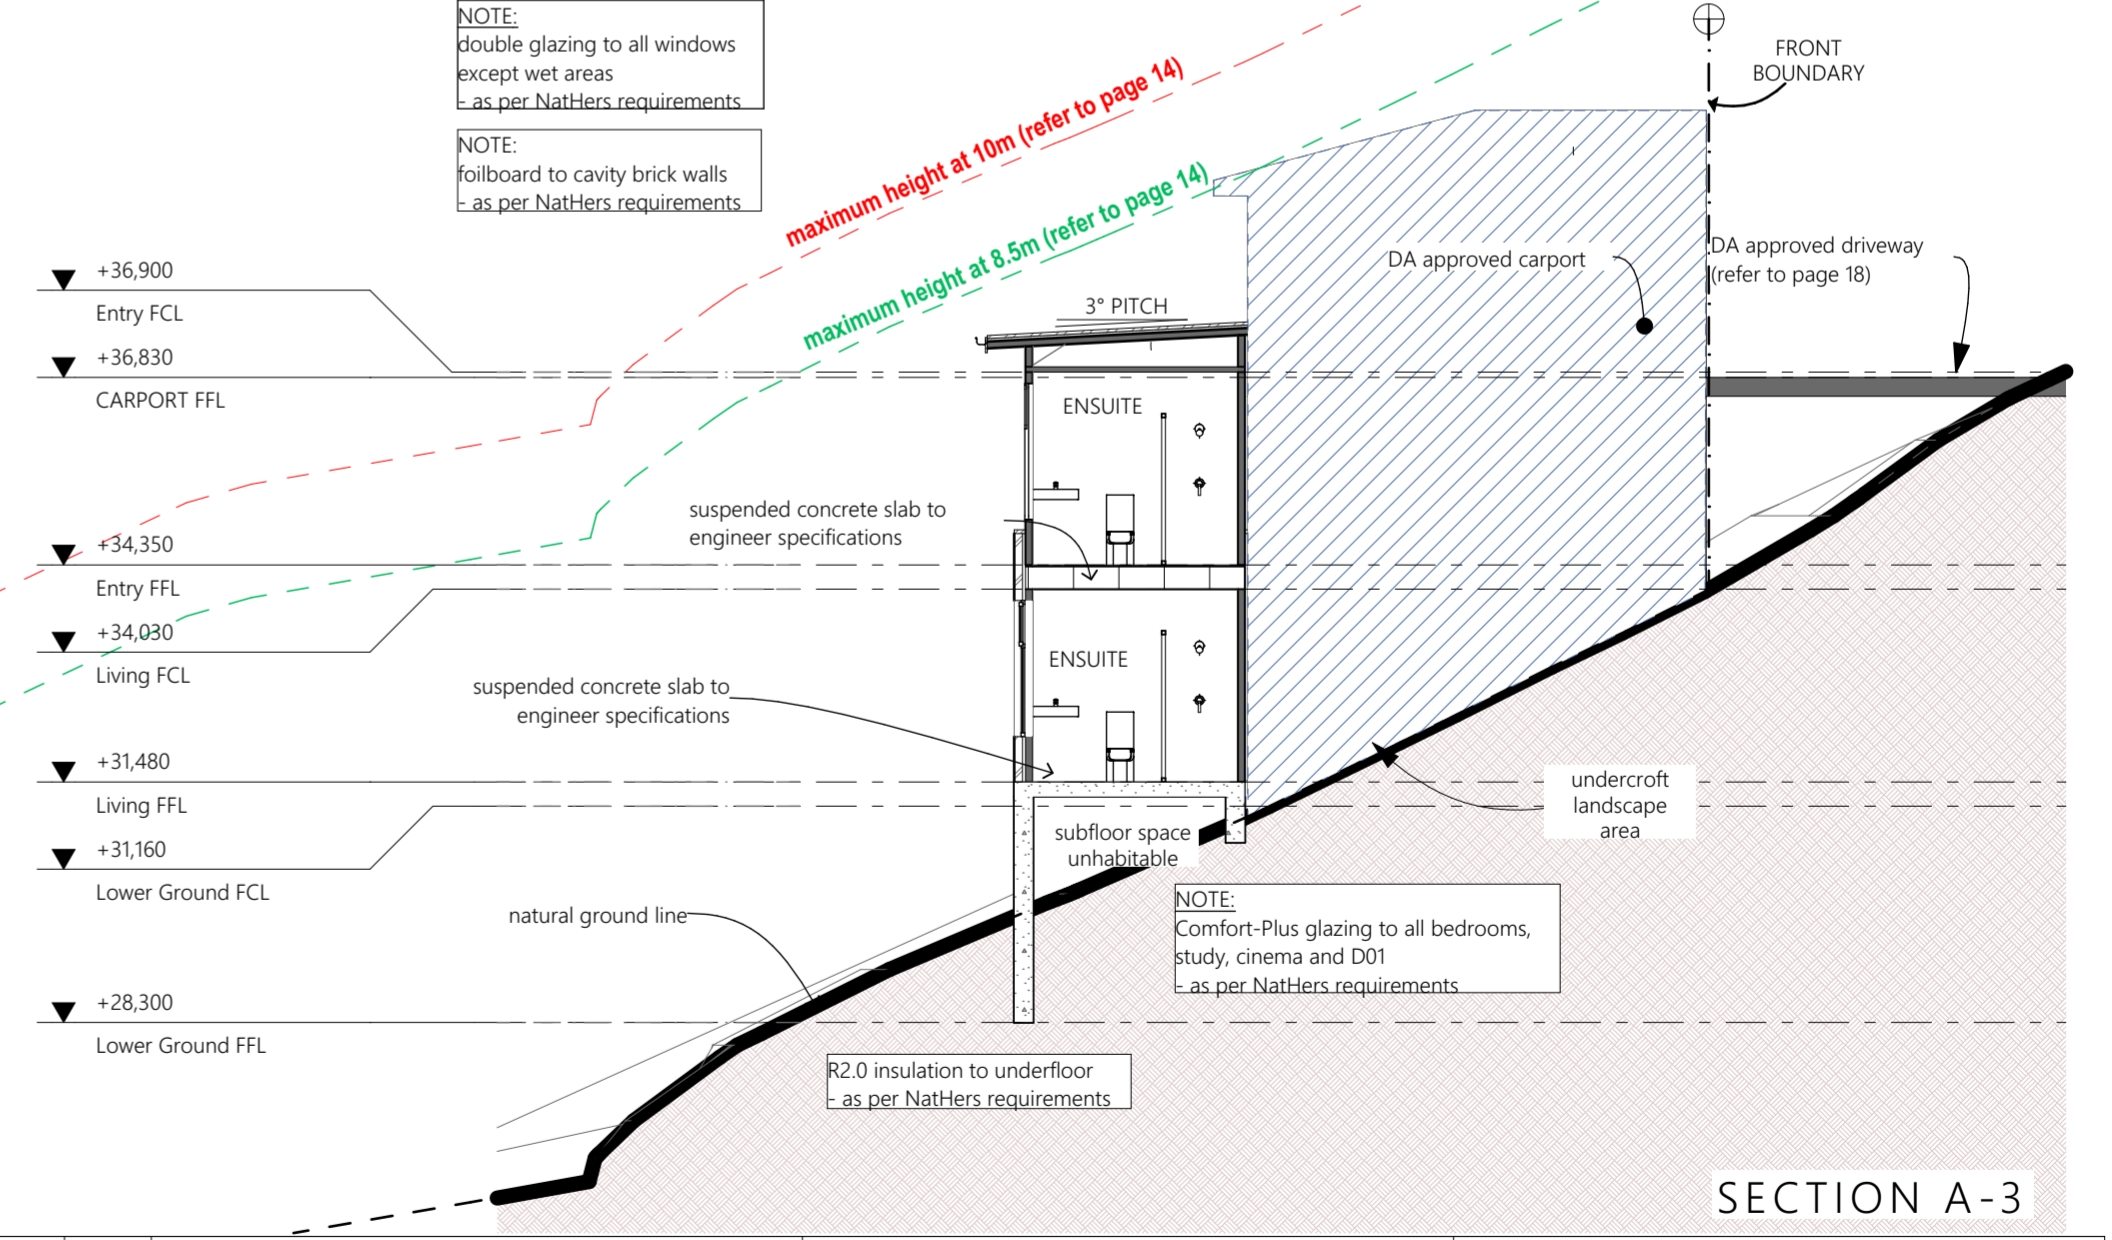 NOTE:
double glazing to all windows
except wet areas
- as per NatHers requirements
NOTE:
foilboard to cavity brick walls
- as per NatHers requirements
maximum height at 10m (refer to page 14)
maximum height at 8.5m (refer to page 14)
FRONT
BOUNDARY
DA approved carport
DA approved driveway
(refer to page 18)
3° PITCH
+36,900
Entry FCL
+36,830
CARPORT FFL
ENSUITE
suspended concrete slab to
engineer specifications
+34,350
Entry FFL
+34,030
Living FCL
ENSUITE
suspended concrete slab to
engineer specifications
+31,480
Living FFL
+31,160
Lower Ground FCL
subfloor space
unhabitable
undercroft
landscape
area
natural ground line
NOTE:
Comfort-Plus glazing to all bedrooms,
study, cinema and D01
- as per NatHers requirements
+28,300
Lower Ground FFL
R2.0 insulation to underfloor
- as per NatHers requirements
SECTION A-3